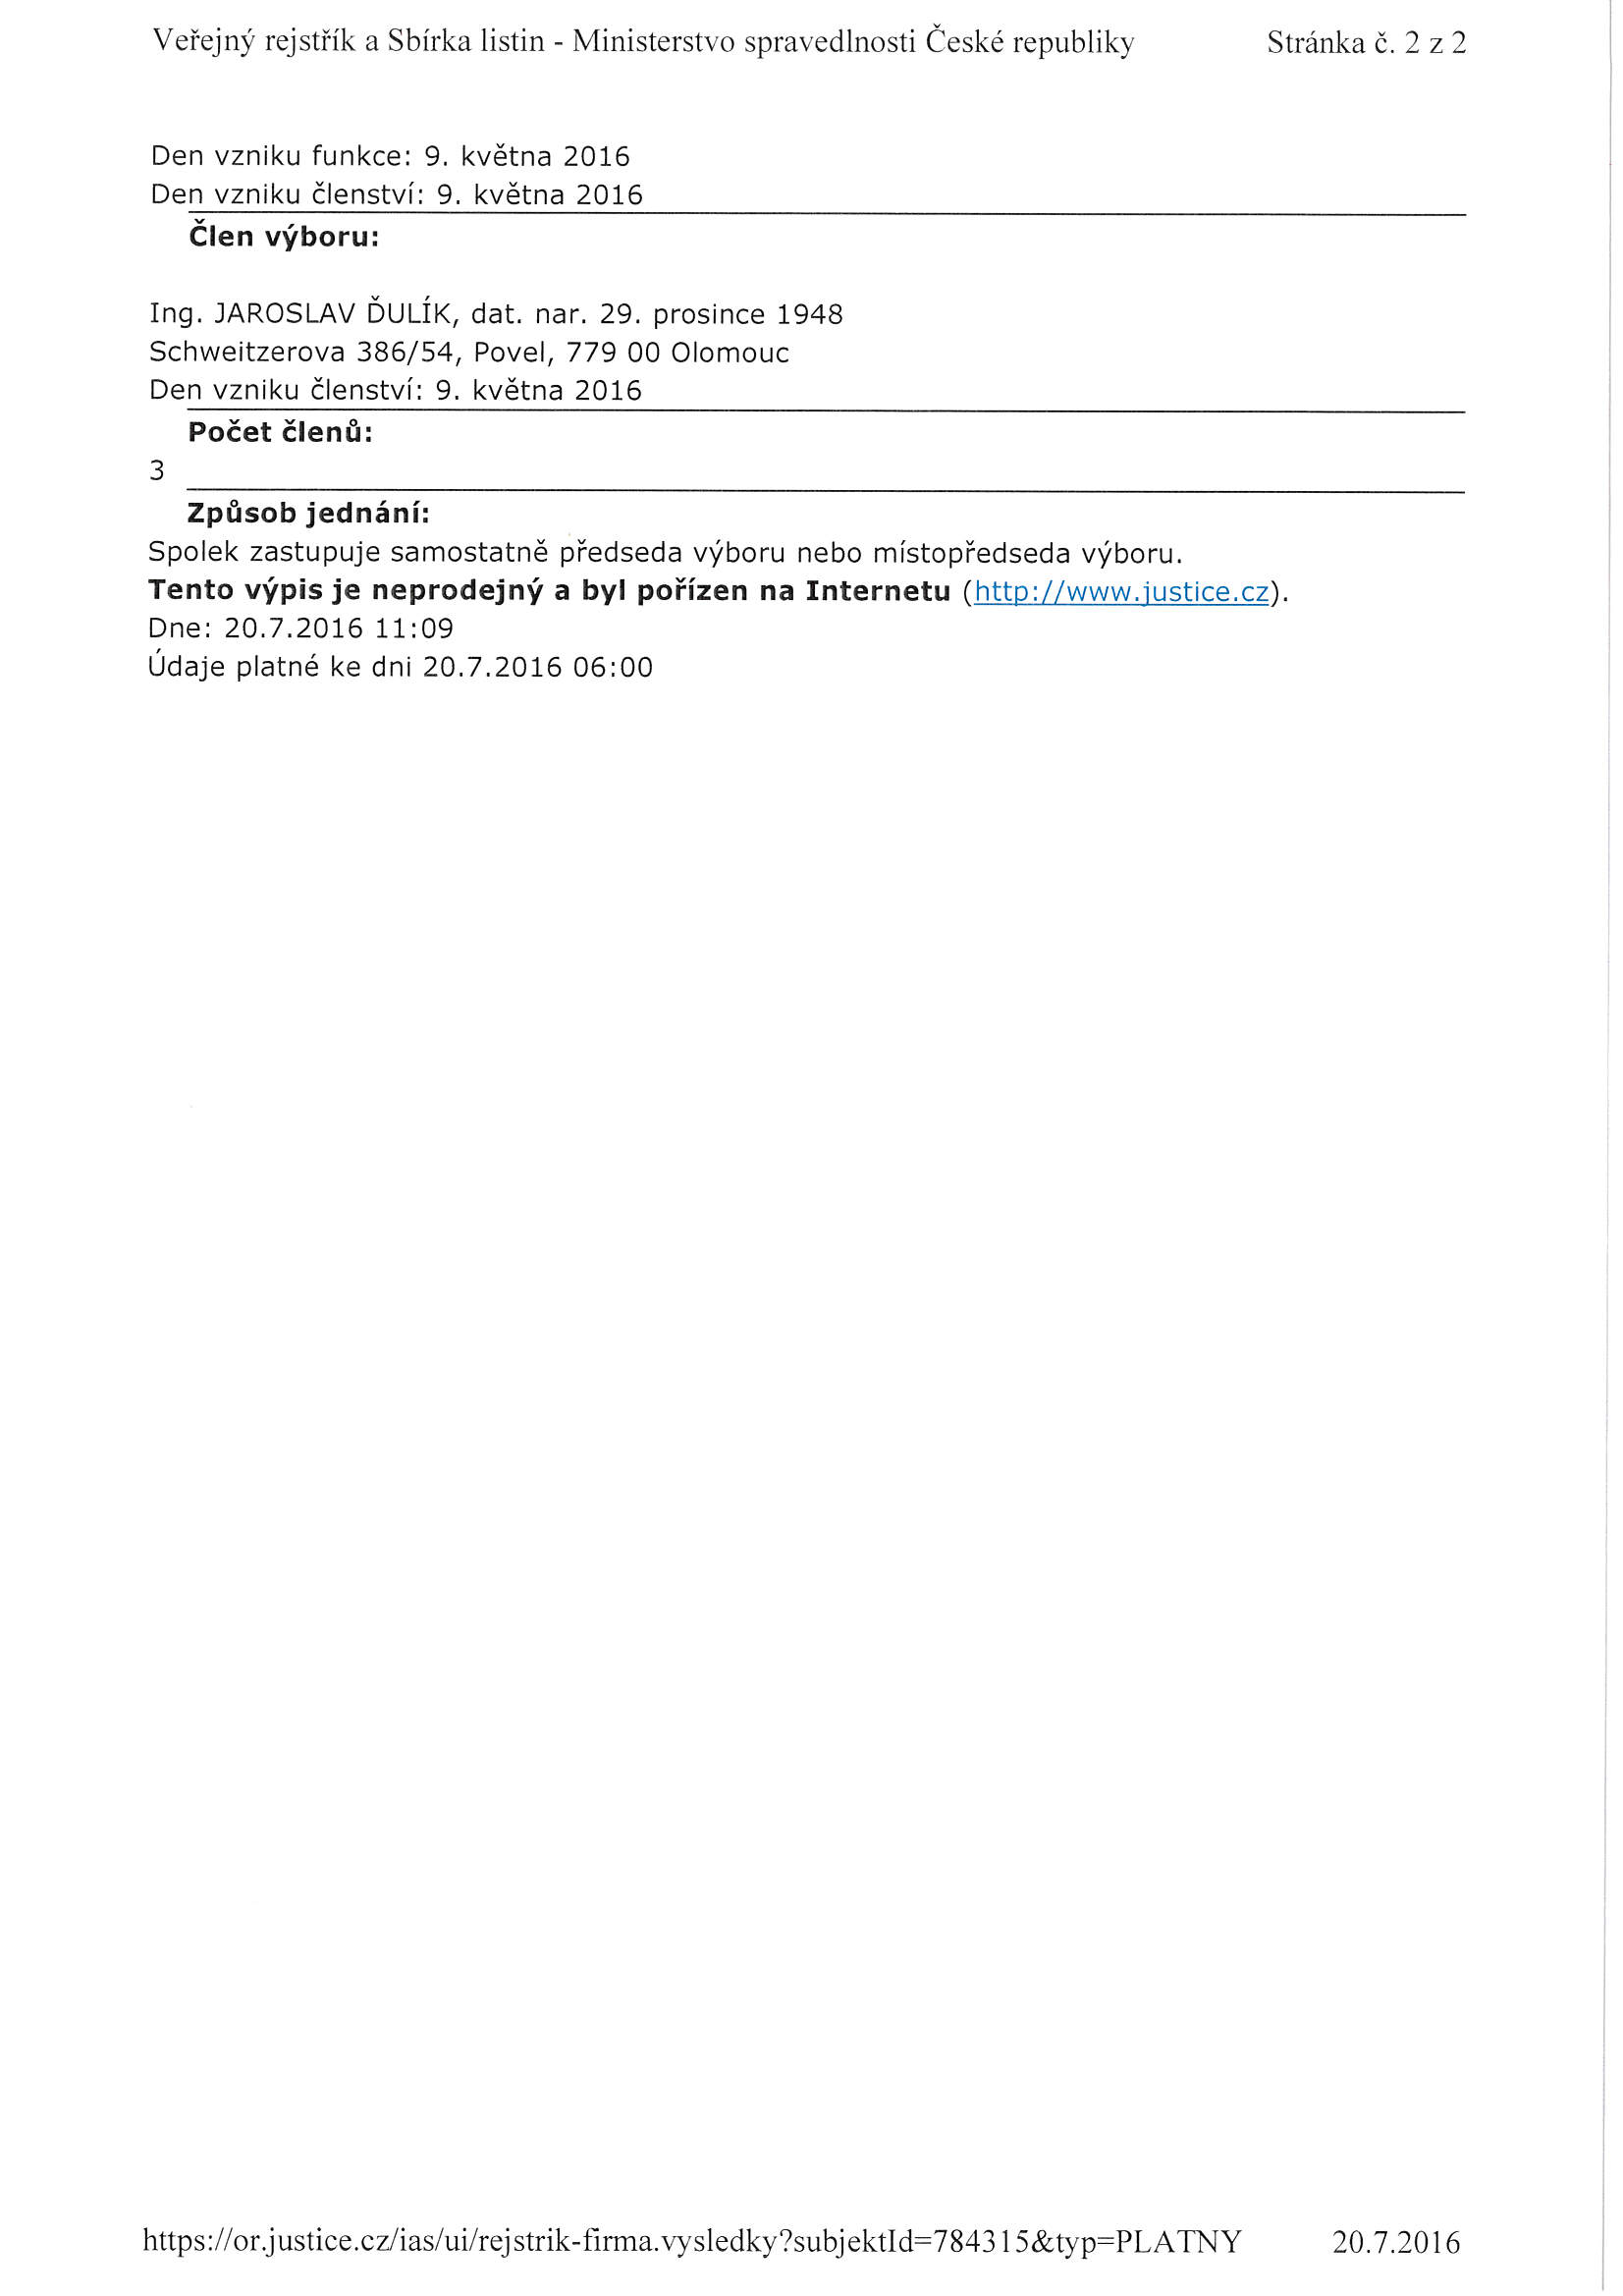 Veřejný rejstřík a Sbírka listin - Ministerstvo spravedlnosti České republiky Stránka č. 2 z 2
Den vzniku funkce: 9. května 2016
Den vzniku členství: 9. května 2016
Člen výboru:
Ing. JAROSLAV ĎULÍK, dat. nar. 29. prosince 1948
Schweitzerova 386/54, Povel, 779 00 Olomouc
Den vzniku členství: 9. května 2016
Počet členů:
3
Způsob jednání:
Spolek zastupuje samostatně předseda výboru nebo místopředseda výboru.
Tento výpis je neprodejný a byl pořízen na Internetu (http://www.justice.cz).
Dne: 20.7.2016 11:09
Údaje platné ke dni 20.7.2016 06:00
https://or.justice.cz/ias/ui/rejstrik-firma.vysledky?subjektId=784315&typ=PLATNY 20.7.2016